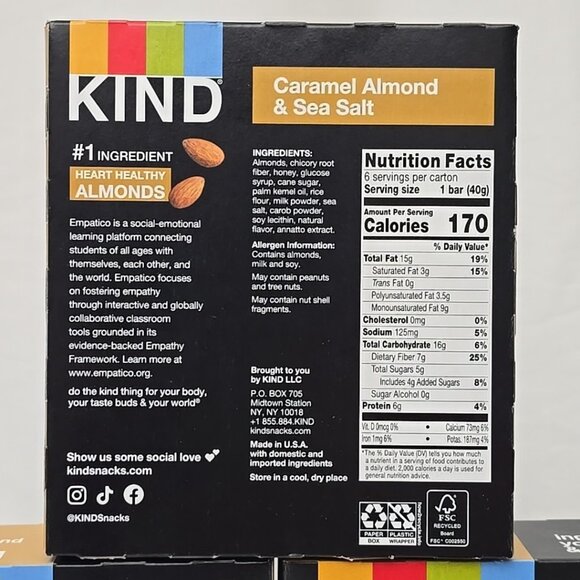 KIND®
Caramel Almond
& Sea Salt
#1 INGREDIENT
HEART HEALTHY
ALMONDS
Empatico is a social-emotional
learning platform connecting
students of all ages with
themselves, each other, and
the world. Empatico focuses
on fostering empathy
through interactive and globally
collaborative classroom
tools grounded in its
evidence-backed Empathy
Framework. Learn more at
www.empatico.org.
do the kind thing for your body,
your taste buds & your world®
Show us some social love
kindsnacks.com
@KINDSnacks
INGREDIENTS:
Almonds, chicory root
fiber, honey, glucose
syrup, cane sugar,
palm kernel oil, rice
flour, milk powder, sea
salt, carob powder,
soy lecithin, natural
flavor, annatto extract.
Allergen Information:
Contains almonds,
milk and soy.
May contain peanuts
and tree nuts.
May contain nut shell
fragments.
Brought to you
by KIND LLC
P.O. BOX 705
Midtown Station
NY, NY 10018
+1 855.884.KIND
kindsnacks.com
Made in U.S.A.
with domestic and
imported ingredients
Store in a cool, dry place
Nutrition Facts
6 servings per carton
Serving size 1 bar (40g)
Amount Per Serving
Calories 170
% Daily Value*
Total Fat 15g 19%
Saturated Fat 3g 15%
Trans Fat 0g
Polyunsaturated Fat 3.5g
Monounsaturated Fat 9g
Cholesterol 0mg 0%
Sodium 125mg 5%
Total Carbohydrate 16g 6%
Dietary Fiber 7g 25%
Total Sugars 5g
Includes 4g Added Sugars 8%
Sugar Alcohol 0g
Protein 6g 4%
Vit. D 0mcg 0% • Calcium 73mg 6%
Iron 1mg 6% • Potas. 187mg 4%
*The % Daily Value (DV) tells you how much
a nutrient in a serving of food contributes to
a daily diet. 2,000 calories a day is used for
general nutrition advice.
PAPER
BOX
PLASTIC
WRAPPER
FSC
RECYCLED
Board
FSC® C002550